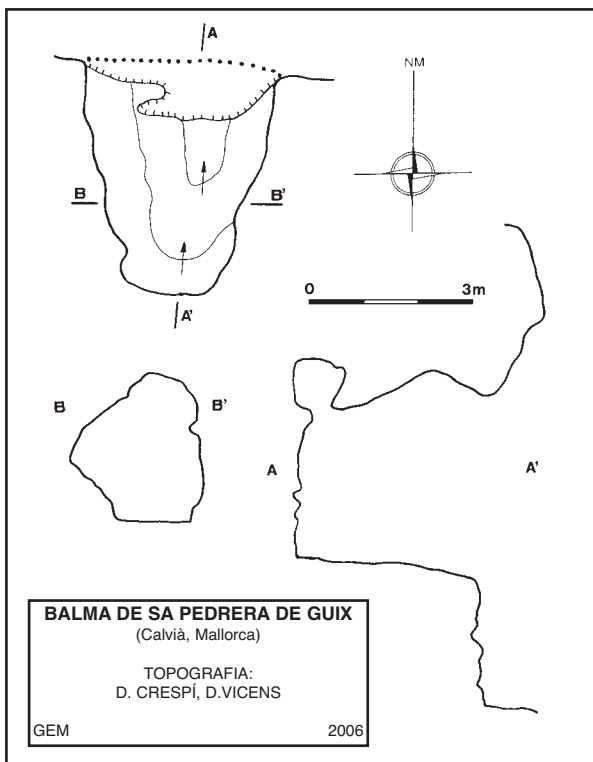 A
NM
B
B'
A'
0
3m
B
B'
A
A'
BALMA DE SA PEDRERA DE GUIX
(Calvià, Mallorca)
TOPOGRAFIA:
D. CRESPÍ, D.VICENS
GEM
2006